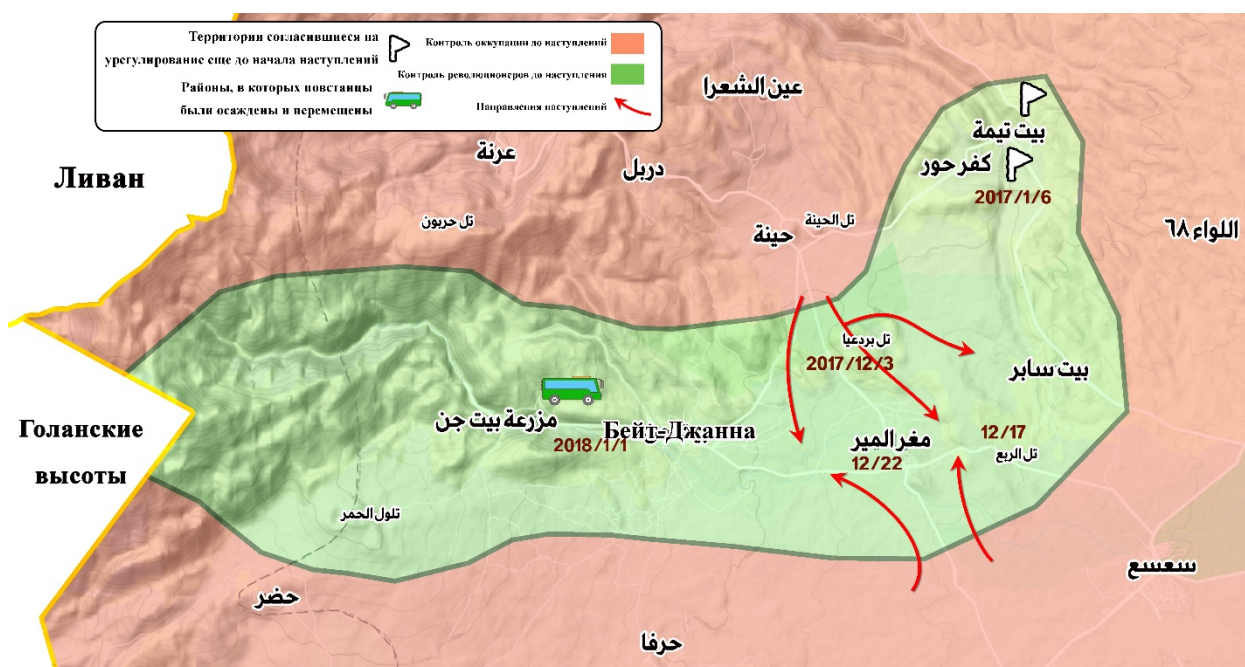 Территории согласившиеся на
урегулирование еще до начала наступлений
Районы, в которых повстанцы
были осаждены и перемещены
Контроль оккупации до наступлений
Контроль революционеров до наступления
Направления наступлений
عين الشعرا
بيت تيمة
كفر حور
2017/1/6
عرنة
دربل
Ливан
تل حربون
حينة
تل الحينة
اللواء ٦٨
تل بردعيا
2017/12/3
بيت سابر
مزرعة بيت جن
2018/1/1
Бейт-Джанна
مغر المير
12/22
12/17
تل الريع
Голанские
высоты
تلول الحمر
سعسع
حضر
حرفا